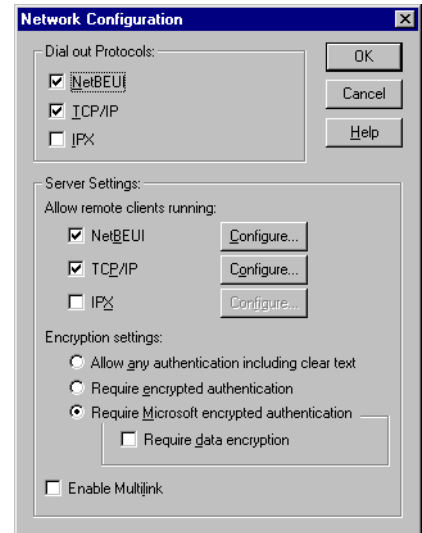 Network Configuration
Dial out Protocols:
OK
NetBEUI
Cancel
TCP/IP
Help
IPX
Server Settings:
Allow remote clients running:
NetBEUI Configure...
TCP/IP Configure...
IPX Configure...
Encryption settings:
Allow any authentication including clear text
Require encrypted authentication
Require Microsoft encrypted authentication
Require data encryption
Enable Multilink